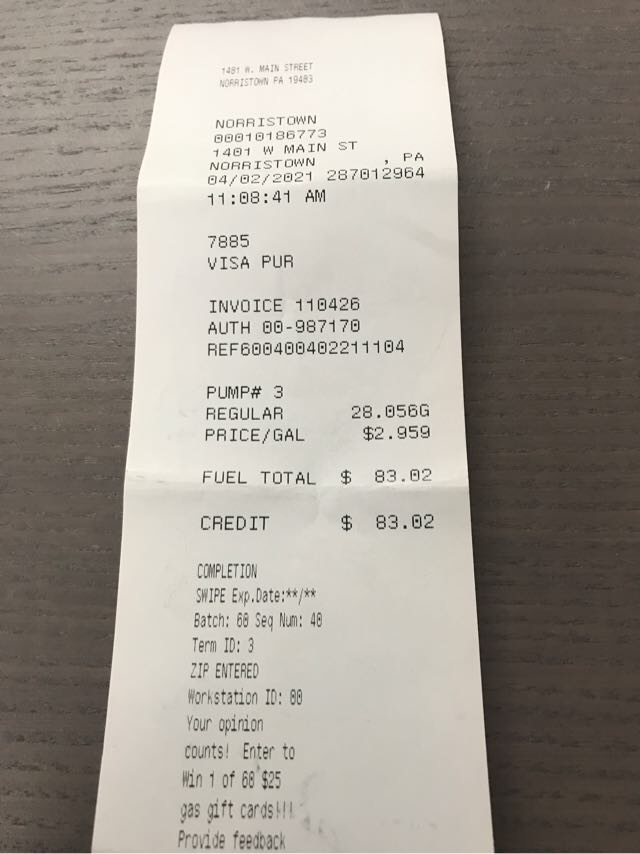 1481 W. MAIN STREET
NORRISTOWN PA 19403
NORRISTOWN
00010186773
1401 W MAIN ST
NORRISTOWN , PA
04/02/2021 287012964
11:08:41 AM
7885
VISA PUR
INVOICE 110426
AUTH 00-987170
REF600400402211104
PUMP# 3
REGULAR 28.056G
PRICE/GAL $2.959
FUEL TOTAL $ 83.02
CREDIT $ 83.02
COMPLETION
SWIPE Exp.Date:**/**
Batch: 60 Seq Num: 40
Term ID: 3
ZIP ENTERED
Workstation ID: 00
Your opinion
counts! Enter to
Win 1 of 60 $25
gas gift cards!!!
Provide feedback